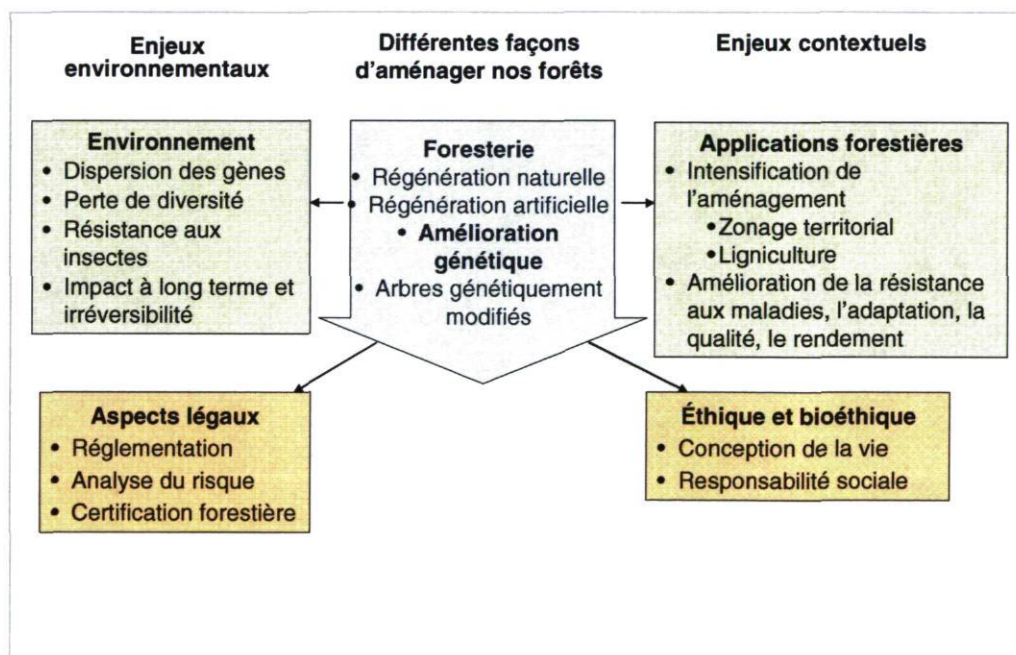 Enjeux
environnementaux
Différentes façons
d'aménager nos forêts
Enjeux contextuels
Environnement
• Dispersion des gènes
• Perte de diversité
• Résistance aux
insectes
• Impact à long terme et
irréversibilité
Foresterie
• Régénération naturelle
• Régénération artificielle
• Amélioration
génétique
• Arbres génétiquement
modifiés
Applications forestières
• Intensification de
l'aménagement
•Zonage territorial
•Ligniculture
• Amélioration de la résistance
aux maladies, l'adaptation, la
qualité, le rendement
Aspects légaux
• Réglementation
• Analyse du risque
• Certification forestière
Éthique et bioéthique
• Conception de la vie
• Responsabilité sociale